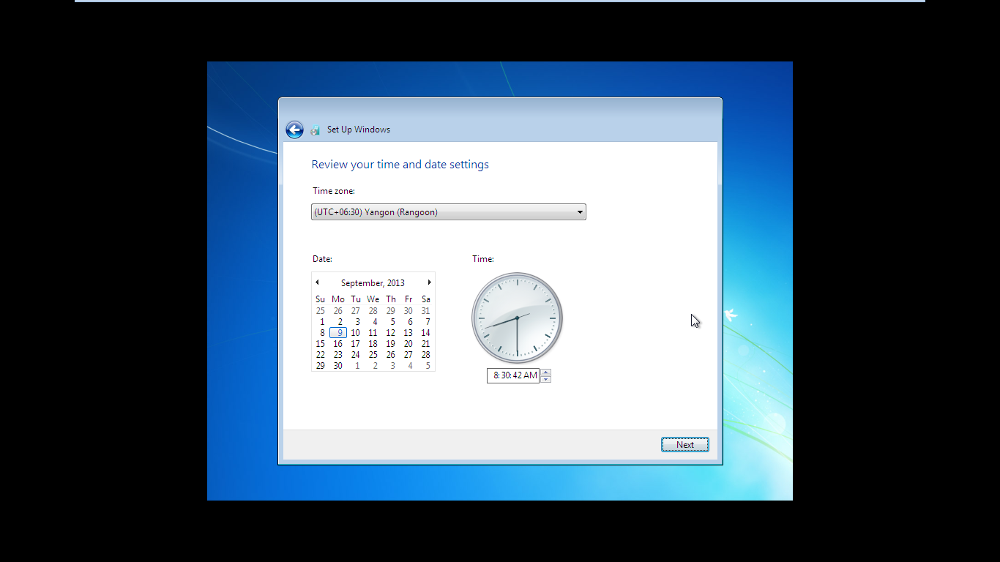 Set Up Windows
Review your time and date settings
Time zone:
(UTC+06:30) Yangon (Rangoon)
Date:
September, 2013
Su Mo Tu We Th Fr Sa
25 26 27 28 29 30 31
1 2 3 4 5 6 7
8 9 10 11 12 13 14
15 16 17 18 19 20 21
22 23 24 25 26 27 28
29 30 1 2 3 4 5
Time:
8:30:42 AM
Next